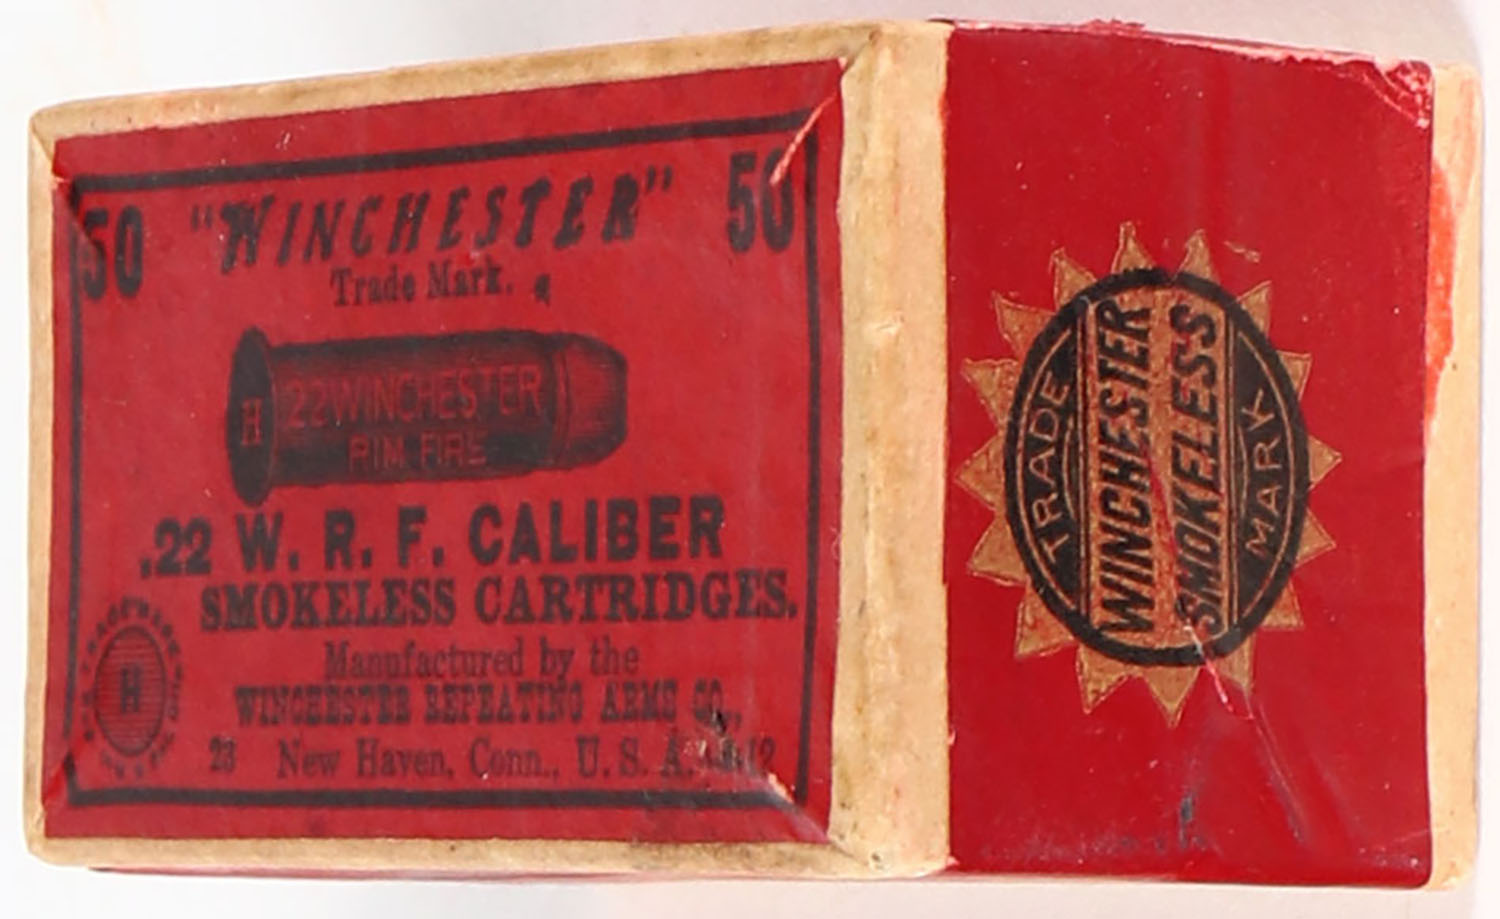 50 "WINCHESTER" 50
Trade Mark.
H 22 WINCHESTER
RIM FIRE
.22 W. R. F. CALIBER
SMOKELESS CARTRIDGES.
H
Manufactured by the
WINCHESTER REPEATING ARMS CO.,
23 New Haven, Conn., U. S. A.
TRADE
WINCHESTER
SMOKELESS
MARK